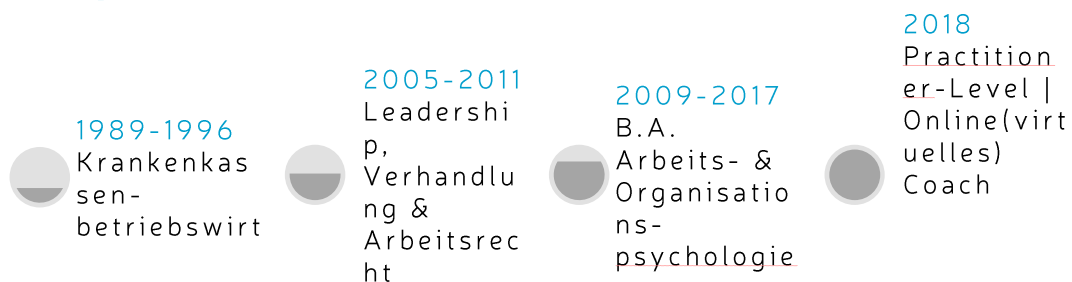 1989-1996
Krankenkas
sen-
betriebswirt
2005-2011
Leadershi
p,
Verhandlu
ng &
Arbeitsrec
ht
2009-2017
B.A.
Arbeits- &
Organisatio
ns-
psychologie
2018
Practition
er-Level |
Online(virt
uelles)
Coach